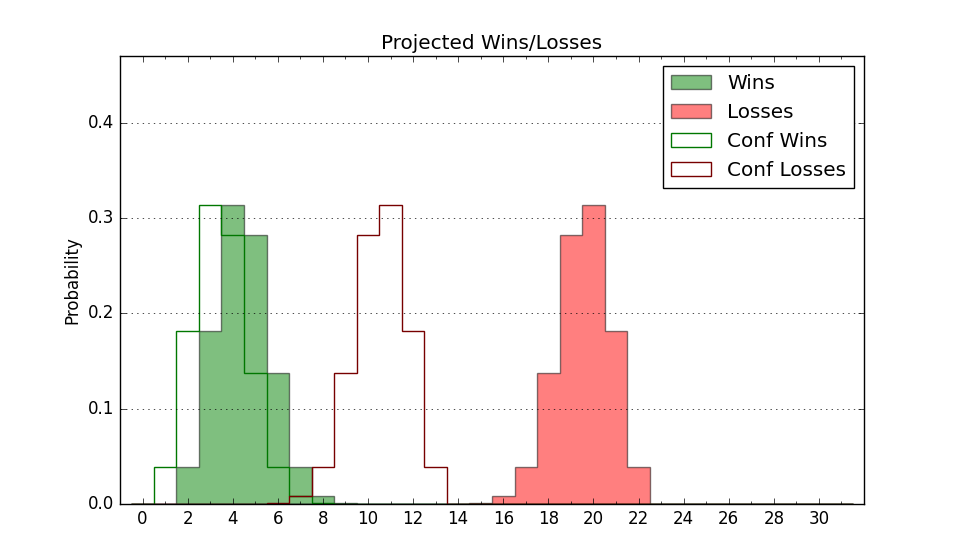 Projected Wins/Losses
Wins
Losses
Conf Wins
Conf Losses
Probability
0.4
0.3
0.2
0.1
0.0
0 2 4 6 8 10 12 14 16 18 20 22 24 26 28 30